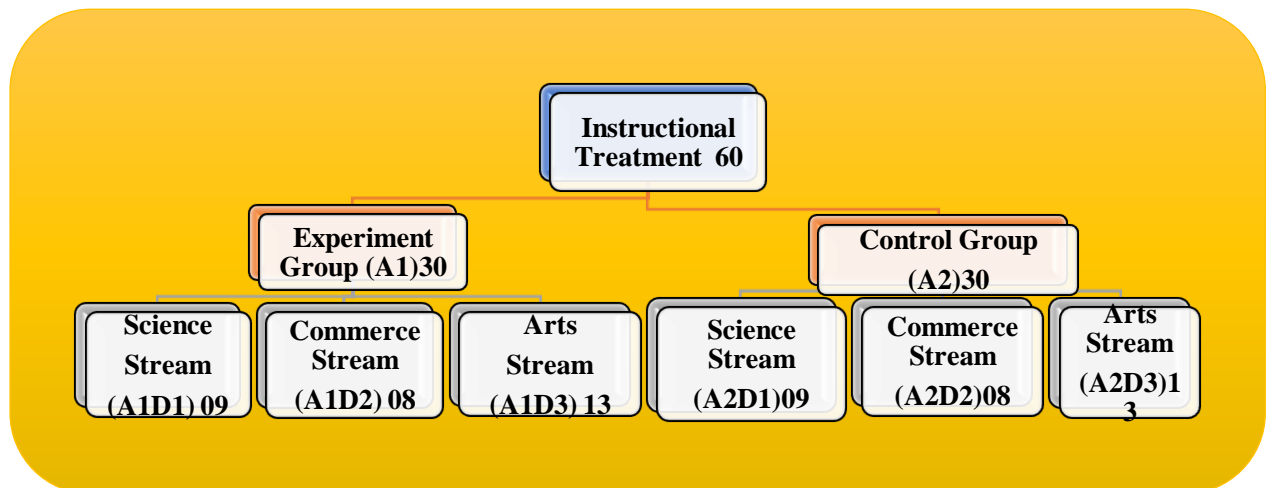 Instructional
Treatment  60
Experiment
Group (A1)30
Control Group
(A2)30
Science
Stream
(A1D1) 09
Commerce
Stream
(A1D2) 08
Arts
Stream
(A1D3) 13
Science
Stream
(A2D1)09
Commerce
Stream
(A2D2)08
Arts
Stream
(A2D3)1
3